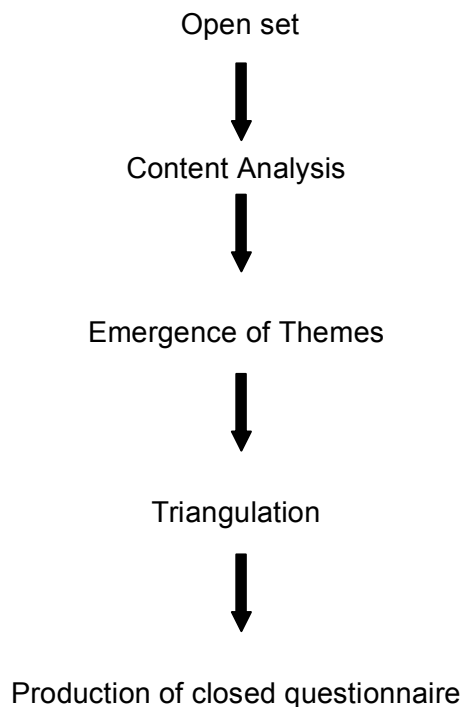 Open set
Content Analysis
Emergence of Themes
Triangulation
Production of closed questionnaire